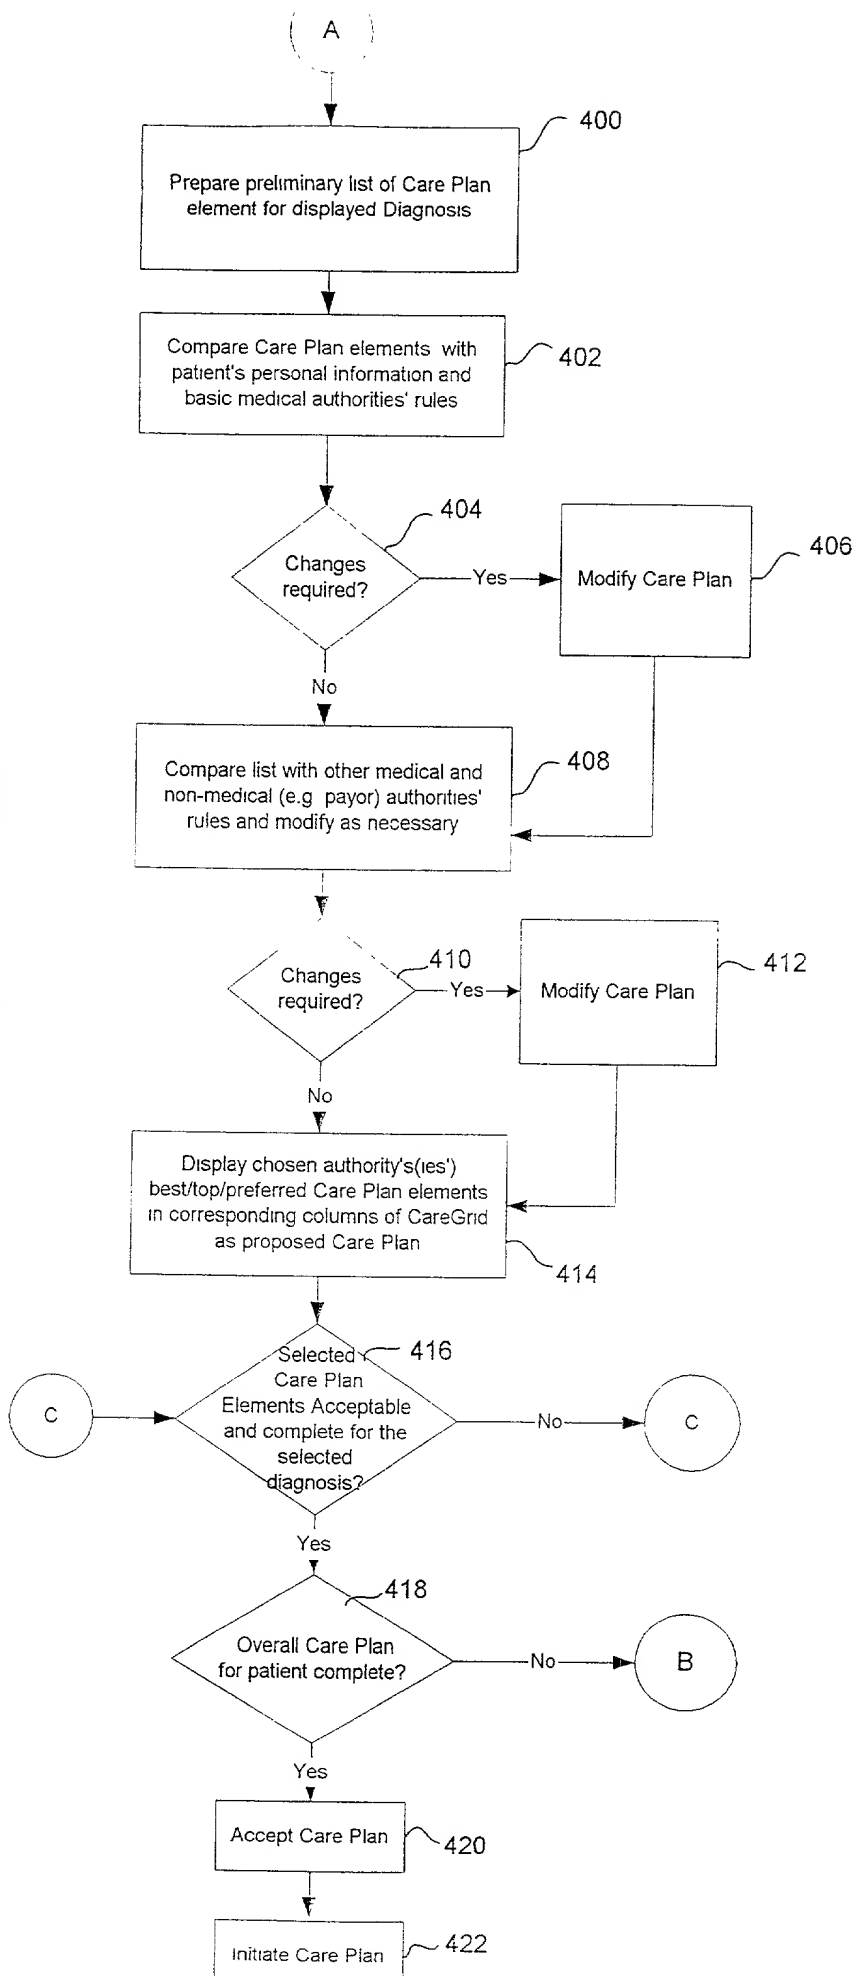 A
400
Prepare preliminary list of Care Plan
element for displayed Diagnosis
Compare Care Plan elements with
patient's personal information and
basic medical authorities' rules
402
404
Changes
required?
Yes
Modify Care Plan
406
No
Compare list with other medical and
non-medical (e.g payor) authorities'
rules and modify as necessary
408
410
Changes
required?
Yes
Modify Care Plan
412
No
Display chosen authority's(ies')
best/top/preferred Care Plan elements
in corresponding columns of CareGrid
as proposed Care Plan
414
416
Selected
Care Plan
Elements Acceptable
and complete for the
selected
diagnosis?
C
No
C
Yes
418
Overall Care Plan
for patient complete?
No
B
Yes
Accept Care Plan
420
Initiate Care Plan
422